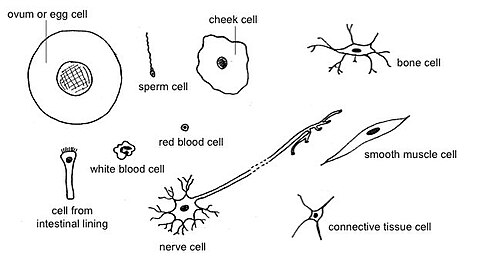 ovum or egg cell
cheek cell
sperm cell
bone cell
red blood cell
white blood cell
smooth muscle cell
cell from
intestinal lining
connective tissue cell
nerve cell